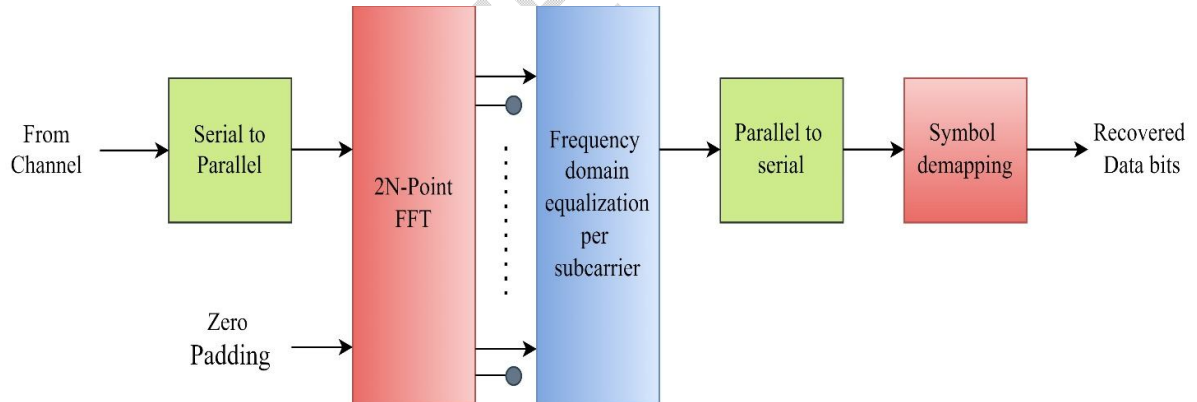 From
Channel
Serial to
Parallel
2N-Point
FFT
Zero
Padding
Frequency
domain
equalization
per
subcarrier
Parallel to
serial
Symbol
demapping
Recovered
Data bits